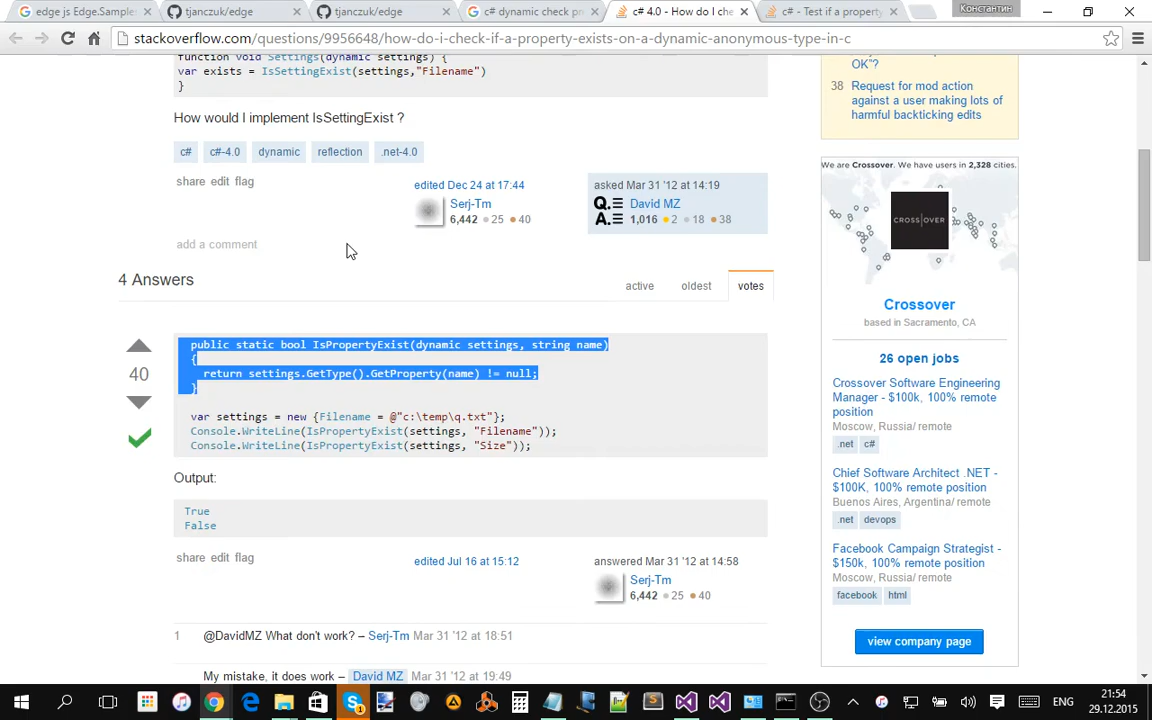 edge js Edge.Sample
tjanczuk/edge
tjanczuk/edge
c# dynamic check pr
c# 4.0 - How do I che
c# - Test if a property
Константин
stackoverflow.com/questions/9956648/how-do-i-check-if-a-property-exists-on-a-dynamic-anonymous-type-in-c
function void Settings(dynamic settings) {
var exists = IsSettingExist(settings,"Filename")
}
How would I implement IsSettingExist ?
c# c#-4.0 dynamic reflection .net-4.0
share edit flag
edited Dec 24 at 17:44
Serj-Tm
6,442 25 40
asked Mar 31 '12 at 14:19
Q.≡
A.≡
David MZ
1,016 2 18 38
add a comment
4 Answers
active oldest votes
40
public static bool IsPropertyExist(dynamic settings, string name)
{
return settings.GetType().GetProperty(name) != null;
}
var settings = new {Filename = @"c:\temp\q.txt"};
Console.WriteLine(IsPropertyExist(settings, "Filename"));
Console.WriteLine(IsPropertyExist(settings, "Size"));
Output:
True
False
share edit flag
edited Jul 16 at 15:12
answered Mar 31 '12 at 14:58
Serj-Tm
6,442 25 40
1 @DavidMZ What don't work? – Serj-Tm Mar 31 '12 at 18:51
My mistake, it does work – David MZ Mar 31 '12 at 19:49
OK"?
38 Request for mod action
against a user making lots of
harmful backticking edits
We are Crossover. We have users in 2,328 cities.
CROSS|OVER
Crossover
based in Sacramento, CA
26 open jobs
Crossover Software Engineering
Manager - $100k, 100% remote
position
Moscow, Russia/ remote
.net c#
Chief Software Architect .NET -
$100K, 100% remote position
Buenos Aires, Argentina/ remote
.net devops
Facebook Campaign Strategist -
$150k, 100% remote position
Moscow, Russia/ remote
facebook html
view company page
ENG
21:54
29.12.2015